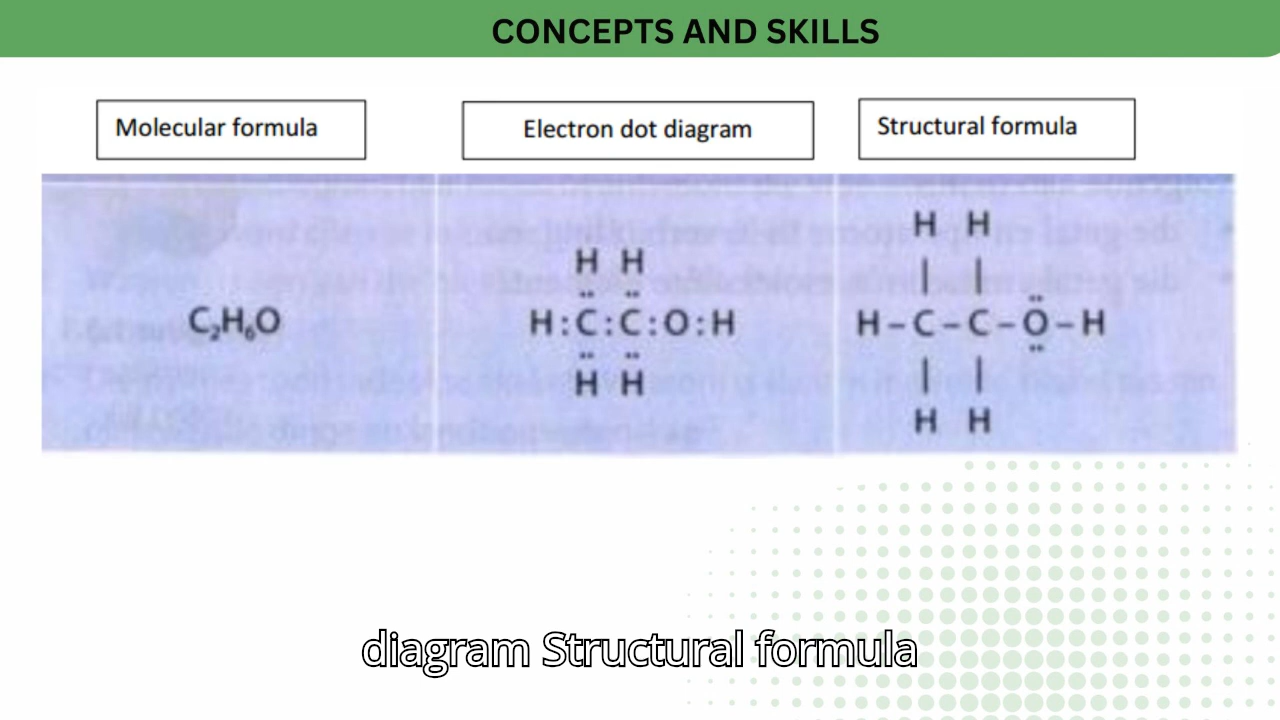 CONCEPTS AND SKILLS
Molecular formula
Electron dot diagram
Structural formula
C₂H₆O
H H
H:C:C:O:H
H H
H H
H–C–C–O–H
H H
diagram Structural formula